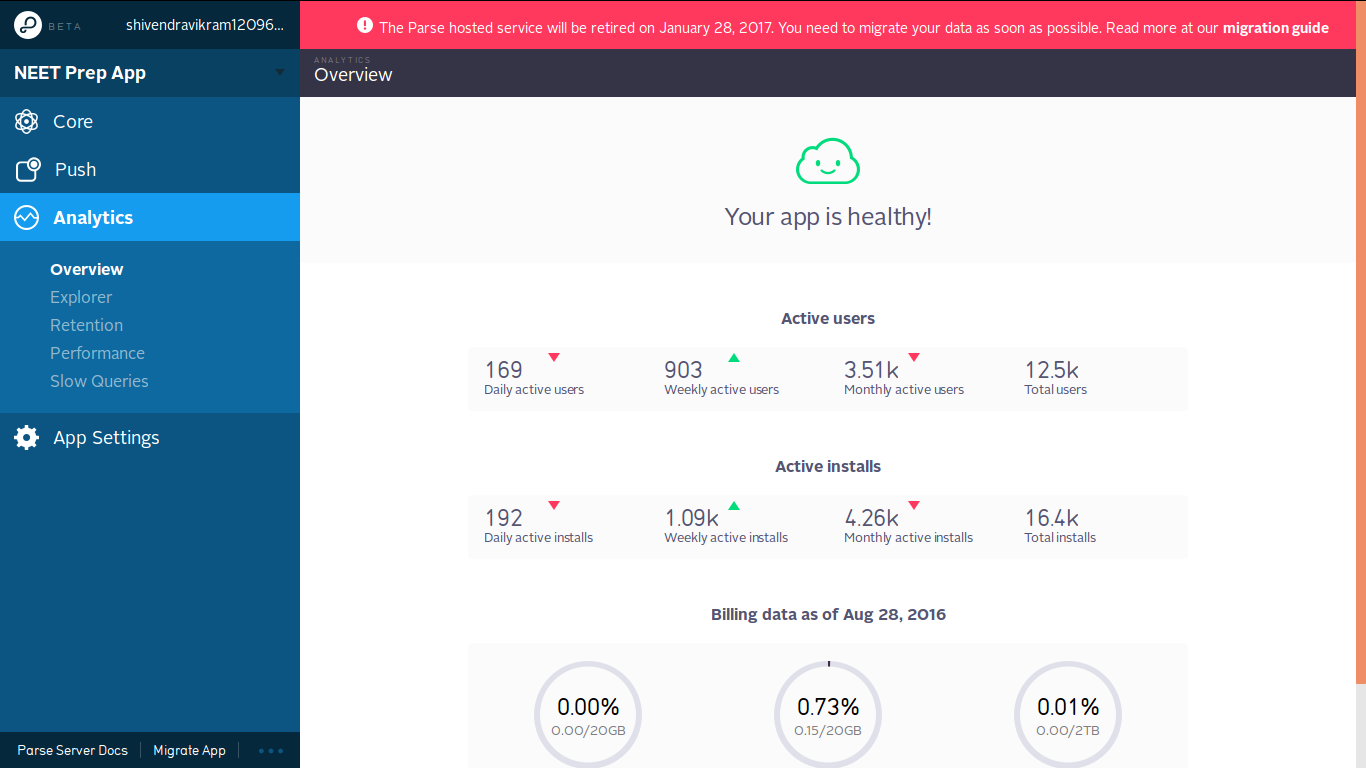 BETA
shivendravikram12096...
The Parse hosted service will be retired on January 28, 2017. You need to migrate your data as soon as possible. Read more at our migration guide
NEET Prep App
ANALYTICS
Overview
Core
Push
Analytics
Overview
Explorer
Retention
Performance
Slow Queries
App Settings
Parse Server Docs
Migrate App
Your app is healthy!
Active users
169 903 3.51k 12.5k
Daily active users Weekly active users Monthly active users Total users
Active installs
192 1.09k 4.26k 16.4k
Daily active installs Weekly active installs Monthly active installs Total installs
Billing data as of Aug 28, 2016
0.00% 0.73% 0.01%
0.00/20GB 0.15/20GB 0.00/2TB